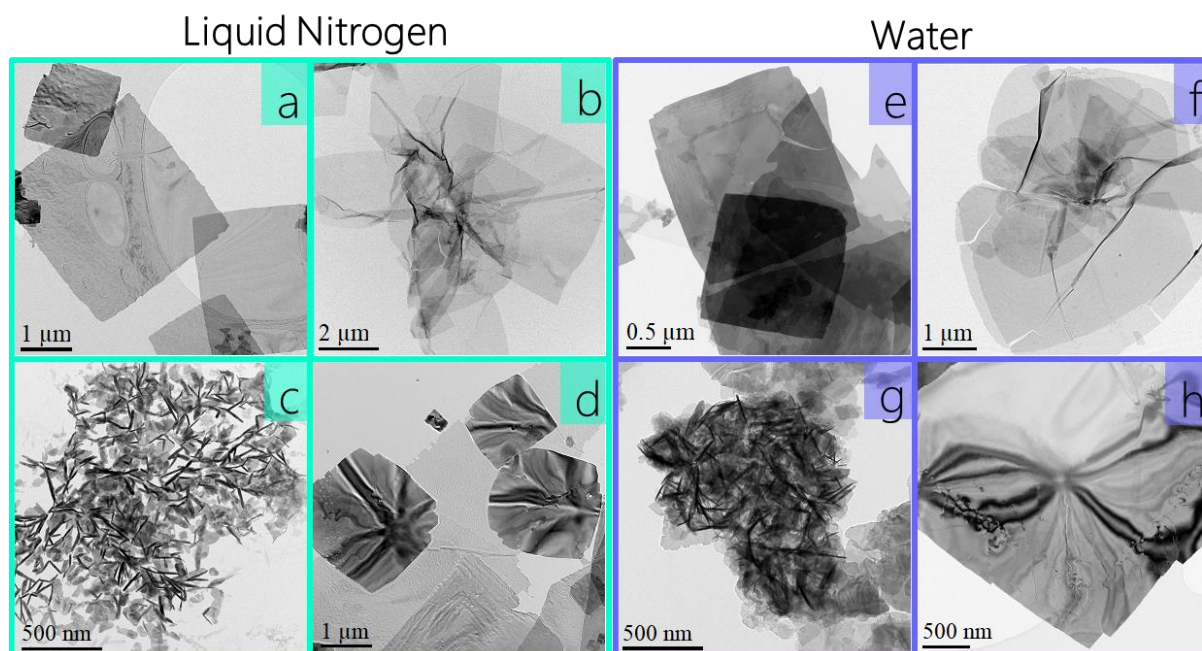 Liquid Nitrogen
Water
a
b
e
f
1 µm
2 µm
0.5 µm
1 µm
c
d
g
h
500 nm
1 µm
500 nm
500 nm